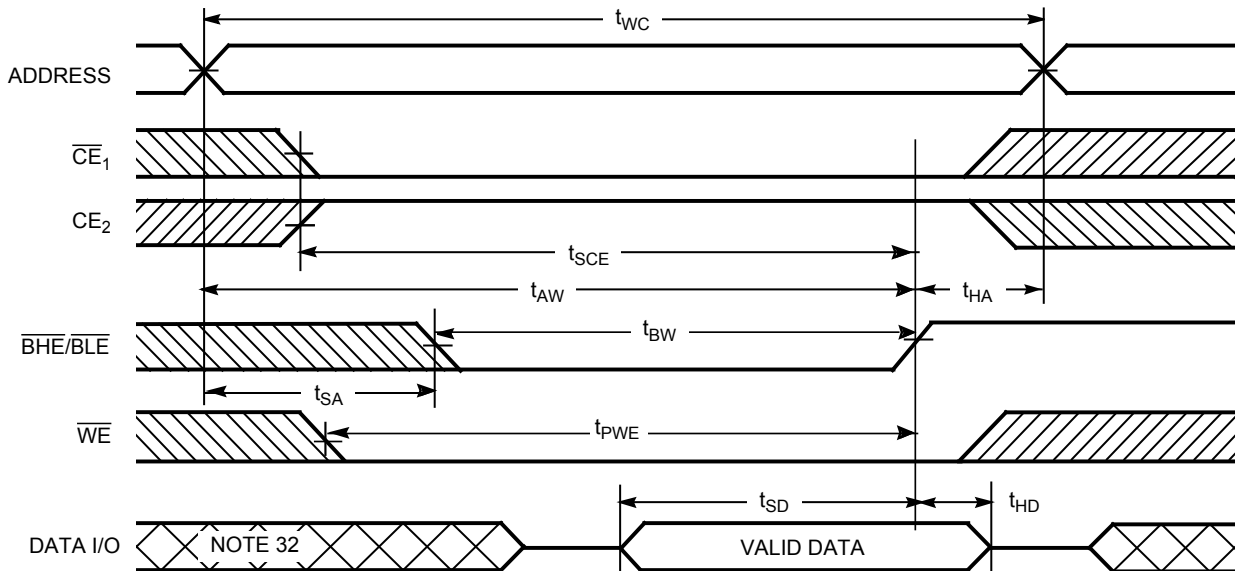 tWC
ADDRESS
CE1
CE2
tSCE
tAW
tHA
BHE/BLE
tBW
tSA
WE
tPWE
tSD
tHD
DATA I/O
NOTE 32
VALID DATA